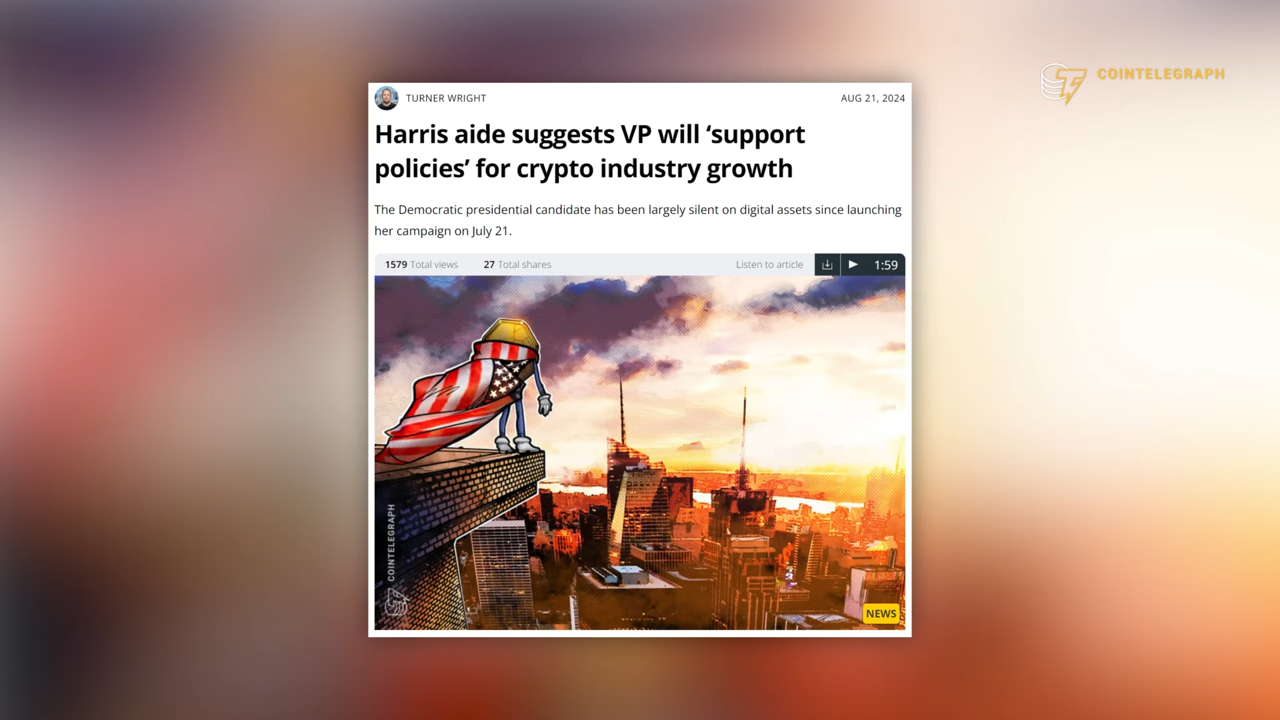 COINTELEGRAPH
TURNER WRIGHT
AUG 21, 2024
Harris aide suggests VP will ‘support
policies’ for crypto industry growth
The Democratic presidential candidate has been largely silent on digital assets since launching
her campaign on July 21.
1579 Total views
27 Total shares
Listen to article
1:59
COINTELEGRAPH
NEWS